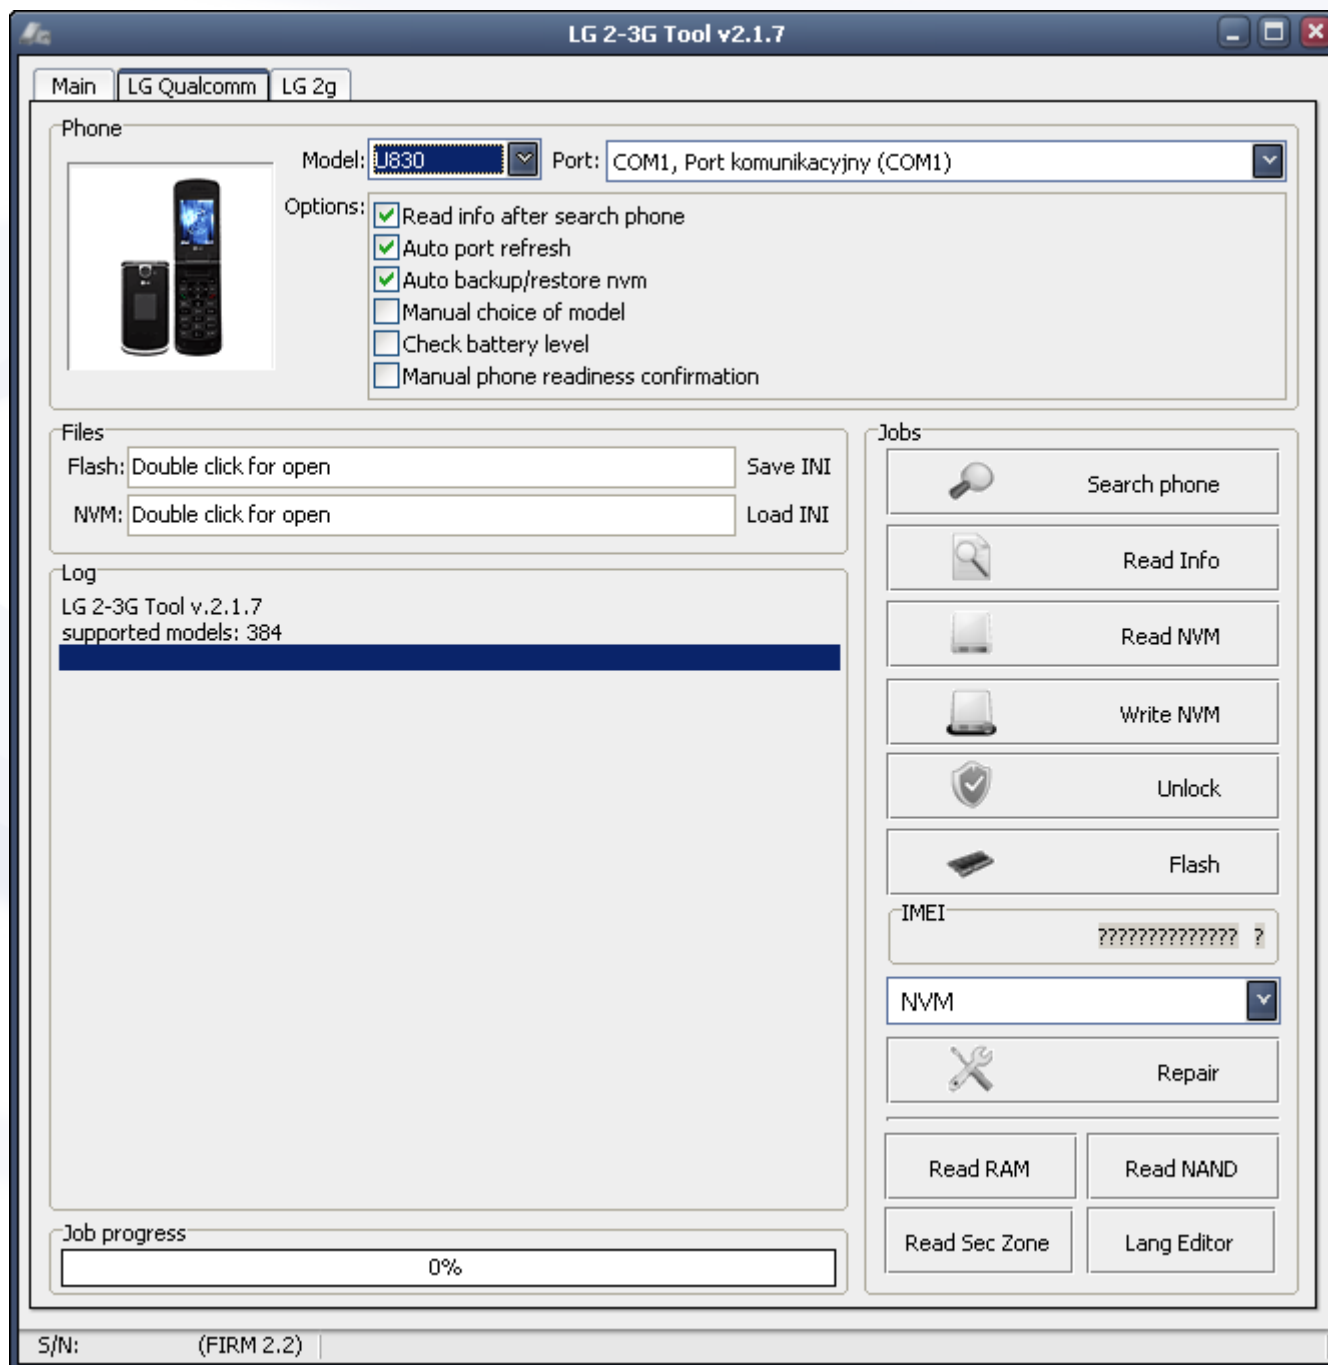 LG 2-3G Tool v2.1.7
Main LG Qualcomm LG 2g
Phone
Model: U830 Port: COM1, Port komunikacyjny (COM1)
Options: Read info after search phone
Auto port refresh
Auto backup/restore nvm
Manual choice of model
Check battery level
Manual phone readiness confirmation
Files
Flash: Double click for open Save INI
NVM: Double click for open Load INI
Log
LG 2-3G Tool v.2.1.7
supported models: 384
Job progress
0%
Jobs
Search phone
Read Info
Read NVM
Write NVM
Unlock
Flash
IMEI
?????????????? ?
NVM
Repair
Read RAM Read NAND
Read Sec Zone Lang Editor
S/N: (FIRM 2.2)